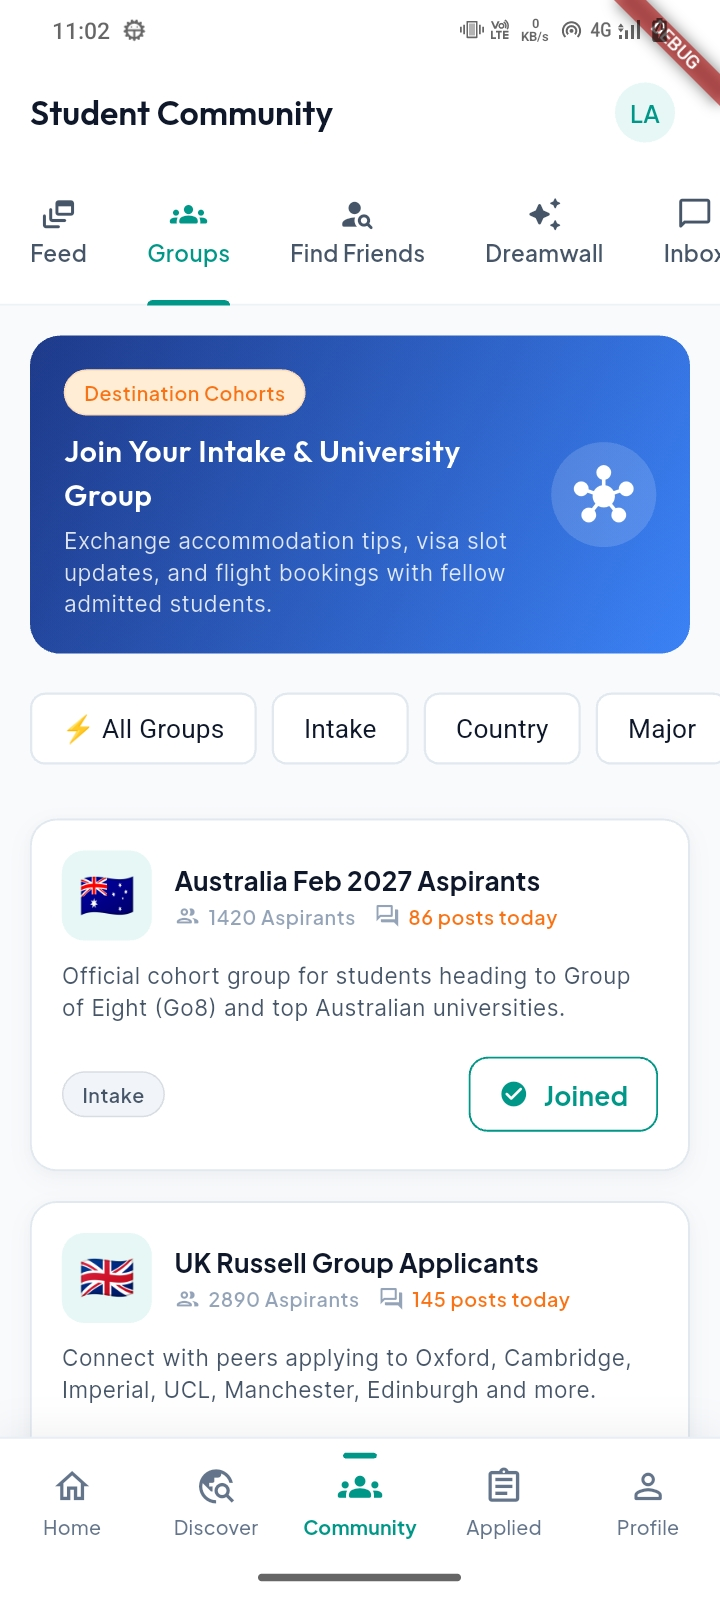 11:02
Vo) LTE
0 KB/s
4G
DEBUG
Student Community
LA
Feed
Groups
Find Friends
Dreamwall
Inbox
Destination Cohorts
Join Your Intake & University
Group
Exchange accommodation tips, visa slot
updates, and flight bookings with fellow
admitted students.
⚡ All Groups
Intake
Country
Major
Australia Feb 2027 Aspirants
1420 Aspirants
86 posts today
Official cohort group for students heading to Group
of Eight (Go8) and top Australian universities.
Intake
Joined
UK Russell Group Applicants
2890 Aspirants
145 posts today
Connect with peers applying to Oxford, Cambridge,
Imperial, UCL, Manchester, Edinburgh and more.
Home
Discover
Community
Applied
Profile